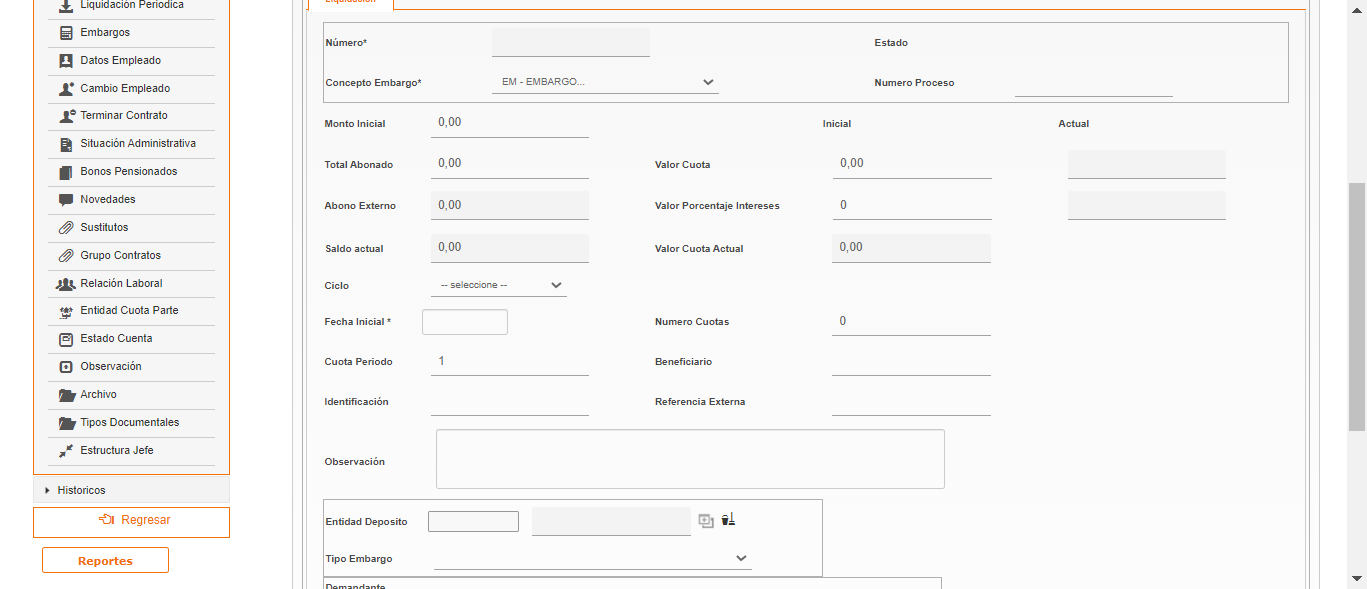 Liquidación Periodica
Embargos
Datos Empleado
Cambio Empleado
Terminar Contrato
Situación Administrativa
Bonos Pensionados
Novedades
Sustitutos
Grupo Contratos
Relación Laboral
Entidad Cuota Parte
Estado Cuenta
Observación
Archivo
Tipos Documentales
Estructura Jefe
Historicos
Regresar
Reportes
Liquidación
Número* Estado
Concepto Embargo* EM - EMBARGO... Numero Proceso
Monto Inicial 0,00 Inicial Actual
Total Abonado 0,00 Valor Cuota 0,00
Abono Externo 0,00 Valor Porcentaje Intereses 0
Saldo actual 0,00 Valor Cuota Actual 0,00
Ciclo -- seleccione --
Fecha Inicial * Numero Cuotas 0
Cuota Periodo 1 Beneficiario
Identificación Referencia Externa
Observación
Entidad Deposito
Tipo Embargo
Demandante